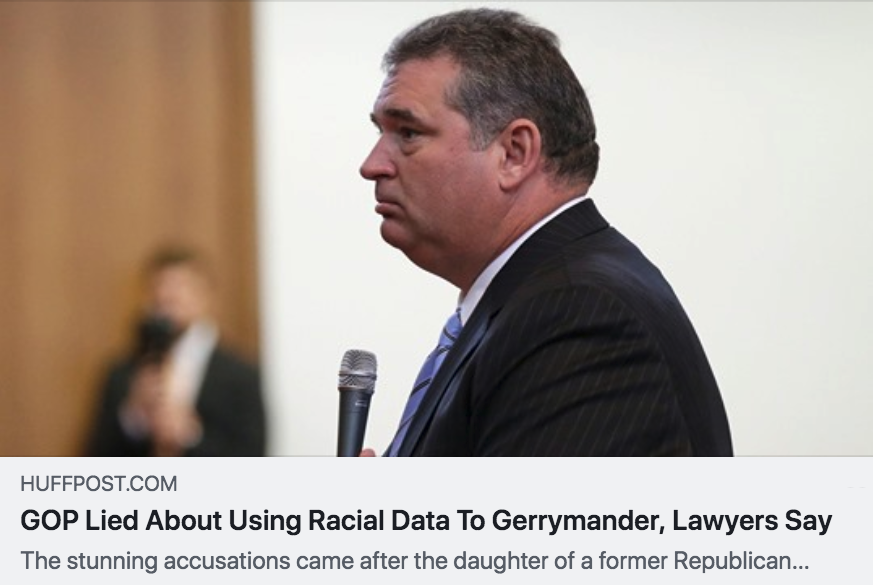 HUFFPOST.COM
GOP Lied About Using Racial Data To Gerrymander, Lawyers Say
The stunning accusations came after the daughter of a former Republican...